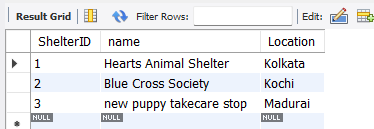 Result Grid Filter Rows: Edit:
ShelterID name Location
1 Hearts Animal Shelter Kolkata
2 Blue Cross Society Kochi
3 new puppy takecare stop Madurai
NULL NULL NULL